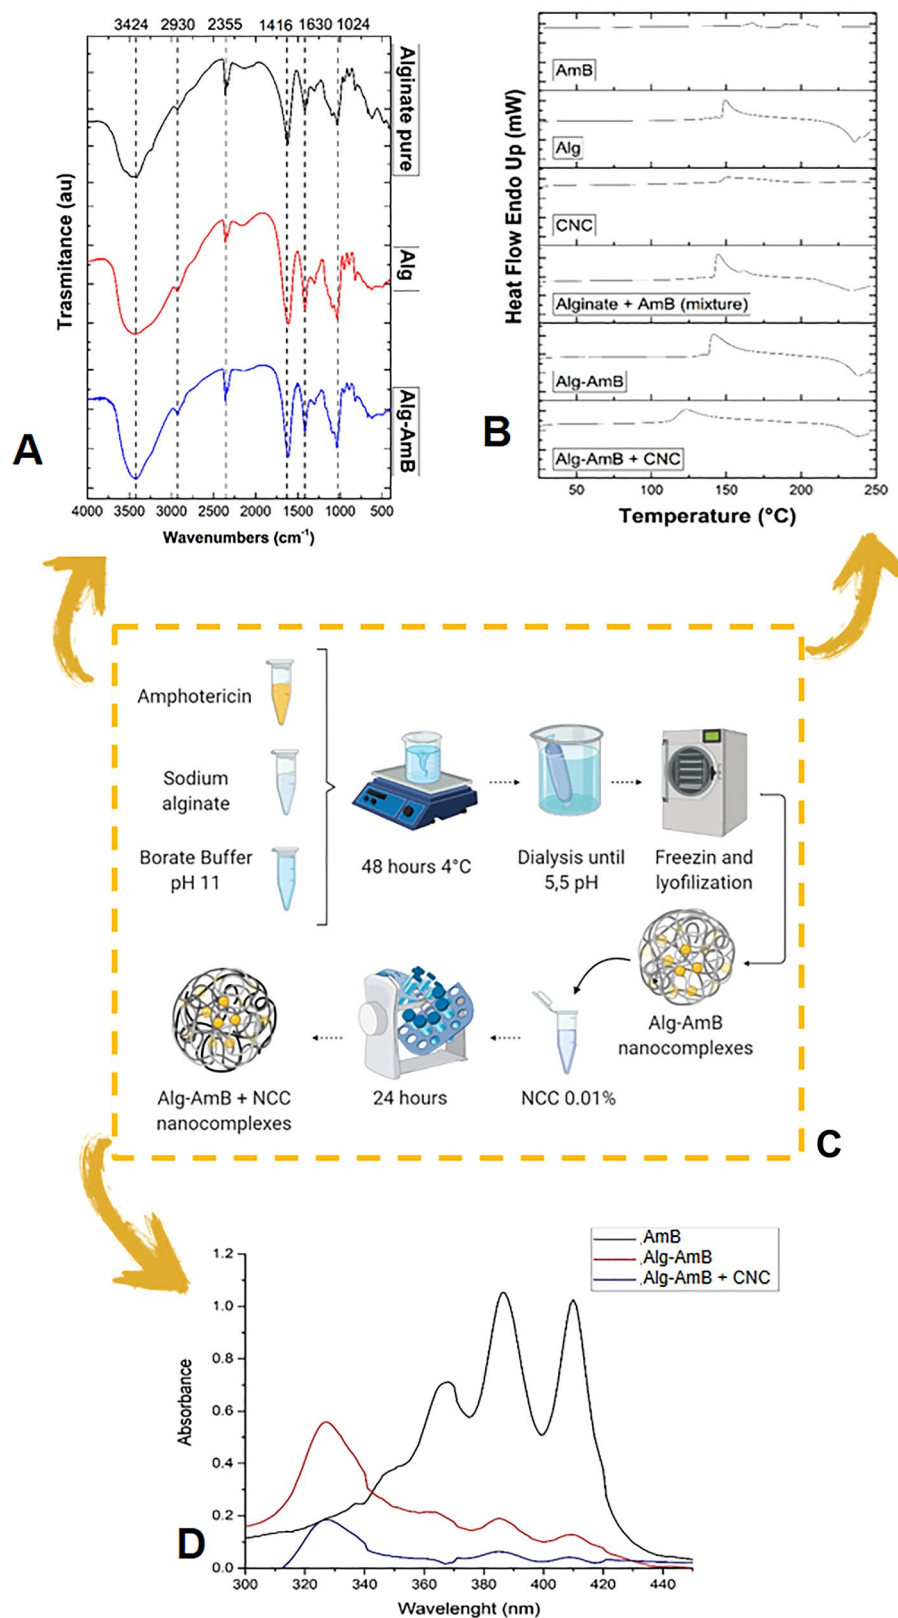 3424 2930 2355 1416 1630 1024
Trasmitance (au)
Alginate pure
Alg
Alg-AmB
A
4000 3500 3000 2500 2000 1500 1000 500
Wavenumbers (cm-1)
Heat Flow Endo Up (mW)
AmB
Alg
CNC
Alginate + AmB (mixture)
Alg-AmB
Alg-AmB + CNC
B
50 100 150 200 250
Temperature (°C)
Amphotericin
Sodium
alginate
Borate Buffer
pH 11
48 hours 4°C
Dialysis until
5,5 pH
Freezin and
lyofilization
Alg-AmB
nanocomplexes
NCC 0.01%
24 hours
Alg-AmB + NCC
nanocomplexes
C
AmB
Alg-AmB
Alg-AmB + CNC
Absorbance
1.2
1.0
0.8
0.6
0.4
0.2
0.0
D
300 320 340 360 380 400 420 440
Wavelenght (nm)